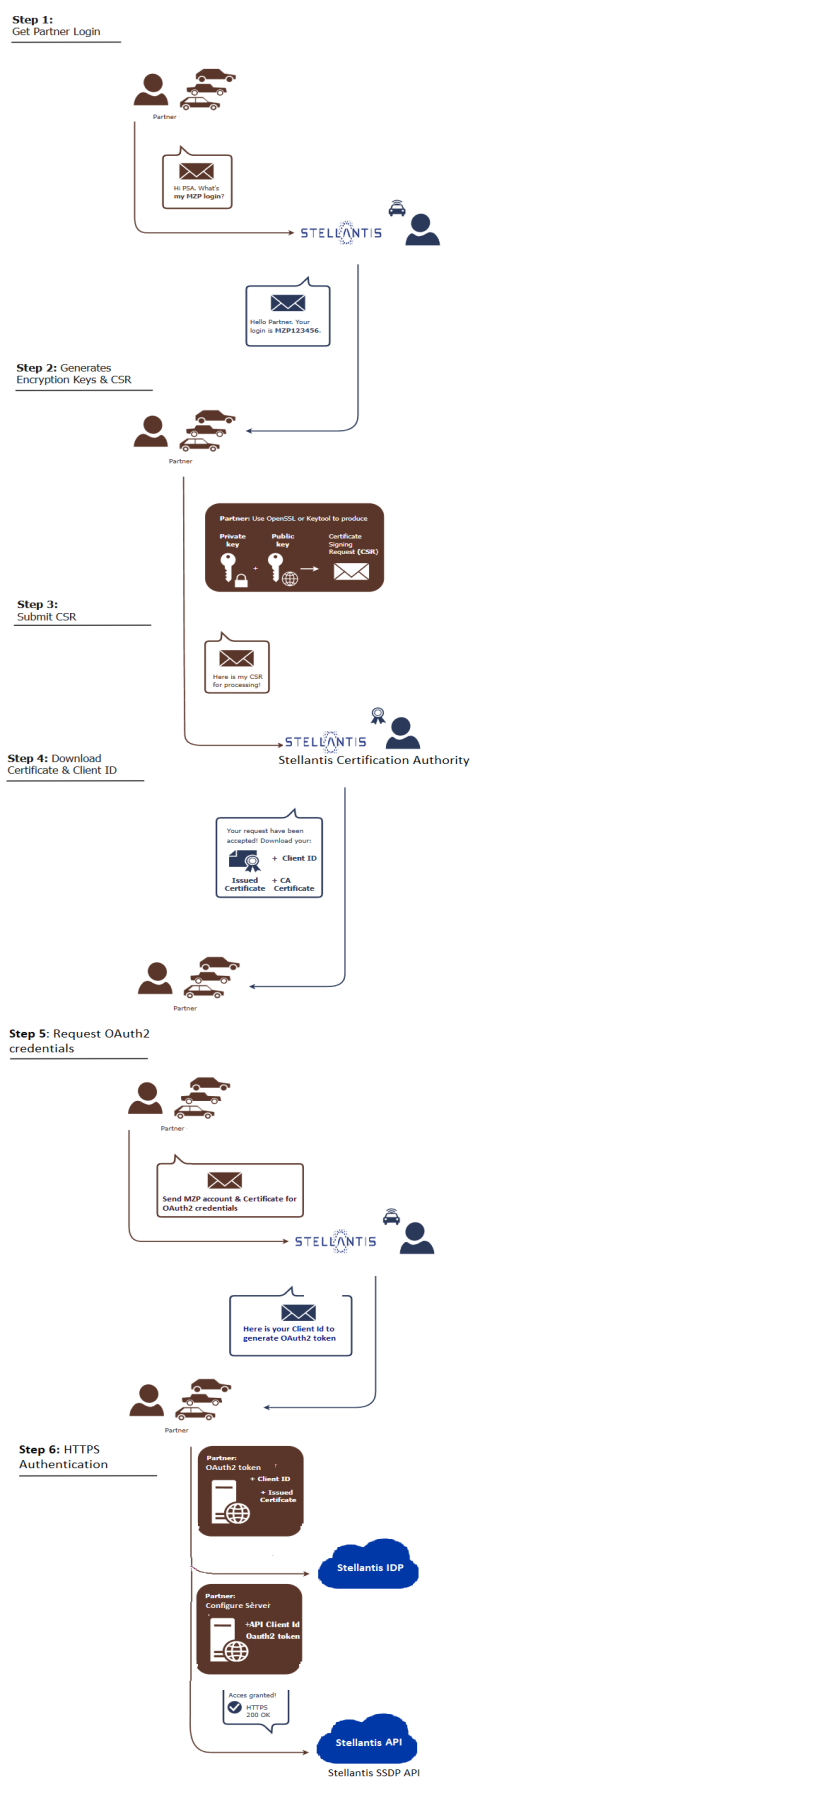 Step 1:
Get Partner Login
Partner
Hi PSA. What's
my MZP login?
STELLANTIS
Hello Partner. Your
login is MZP123456.
Step 2: Generates
Encryption Keys & CSR
Partner
Partner: Use OpenSSL or Keytool to produce
Private
key
Public
key
Certificate
Signing
Request (CSR)
+
Step 3:
Submit CSR
Here is my CSR
for processing!
STELLANTIS
Stellantis Certification Authority
Step 4: Download
Certificate & Client ID
Your request have been
accepted! Download your:
+ Client ID
Issued
Certificate
+ CA
Certificate
Partner
Step 5: Request OAuth2
credentials
Partner
Send MZP account & Certificate for
OAuth2 credentials
STELLANTIS
Here is your Client Id to
generate OAuth2 token
Partner
Step 6: HTTPS
Authentication
Partner:
OAuth2 token
+ Client ID
+ Issued
Certifcate
Stellantis IDP
Partner:
Configure Server
+API Client Id
Oauth2 token
Acces granted!
HTTPS
200 OK
Stellantis API
Stellantis SSDP API